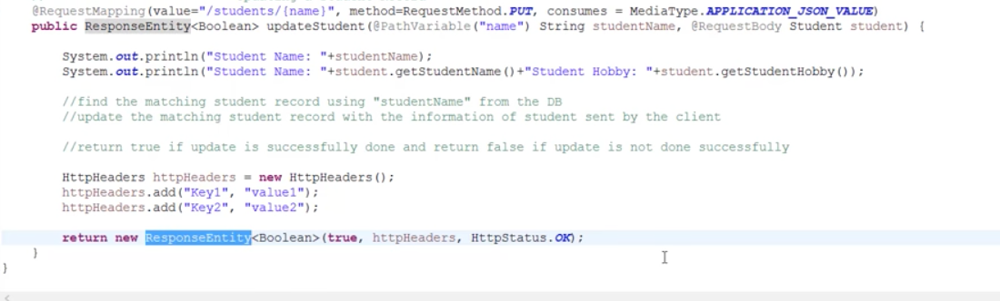 @RequestMapping(value="/students/{name}", method=RequestMethod.PUT, consumes = MediaType.APPLICATION_JSON_VALUE)
public ResponseEntity<Boolean> updateStudent(@PathVariable("name") String studentName, @RequestBody Student student) {
System.out.println("Student Name: "+studentName);
System.out.println("Student Name: "+student.getStudentName()+"Student Hobby: "+student.getStudentHobby());
//find the matching student record using "studentName" from the DB
//update the matching student record with the information of student sent by the client
//return true if update is successfully done and return false if update is not done successfully
HttpHeaders httpHeaders = new HttpHeaders();
httpHeaders.add("Key1", "value1");
httpHeaders.add("Key2", "value2");
return new ResponseEntity<Boolean>(true, httpHeaders, HttpStatus.OK);
}
}